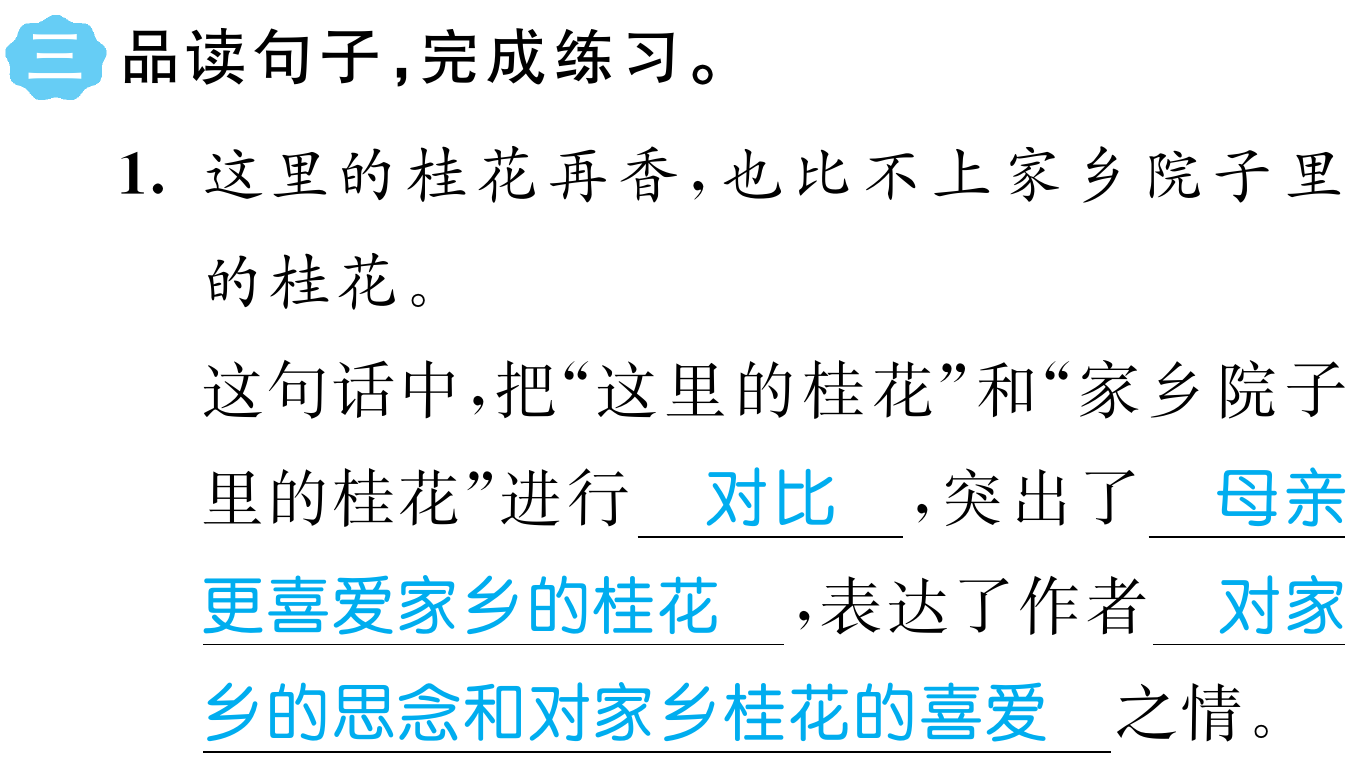 三 品读句子,完成练习。
1. 这里的桂花再香,也比不上家乡院子里
的桂花。
这句话中,把“这里的桂花”和“家乡院子
里的桂花”进行 对比 ,突出了 母亲
更喜爱家乡的桂花 ,表达了作者 对家
乡的思念和对家乡桂花的喜爱 之情。